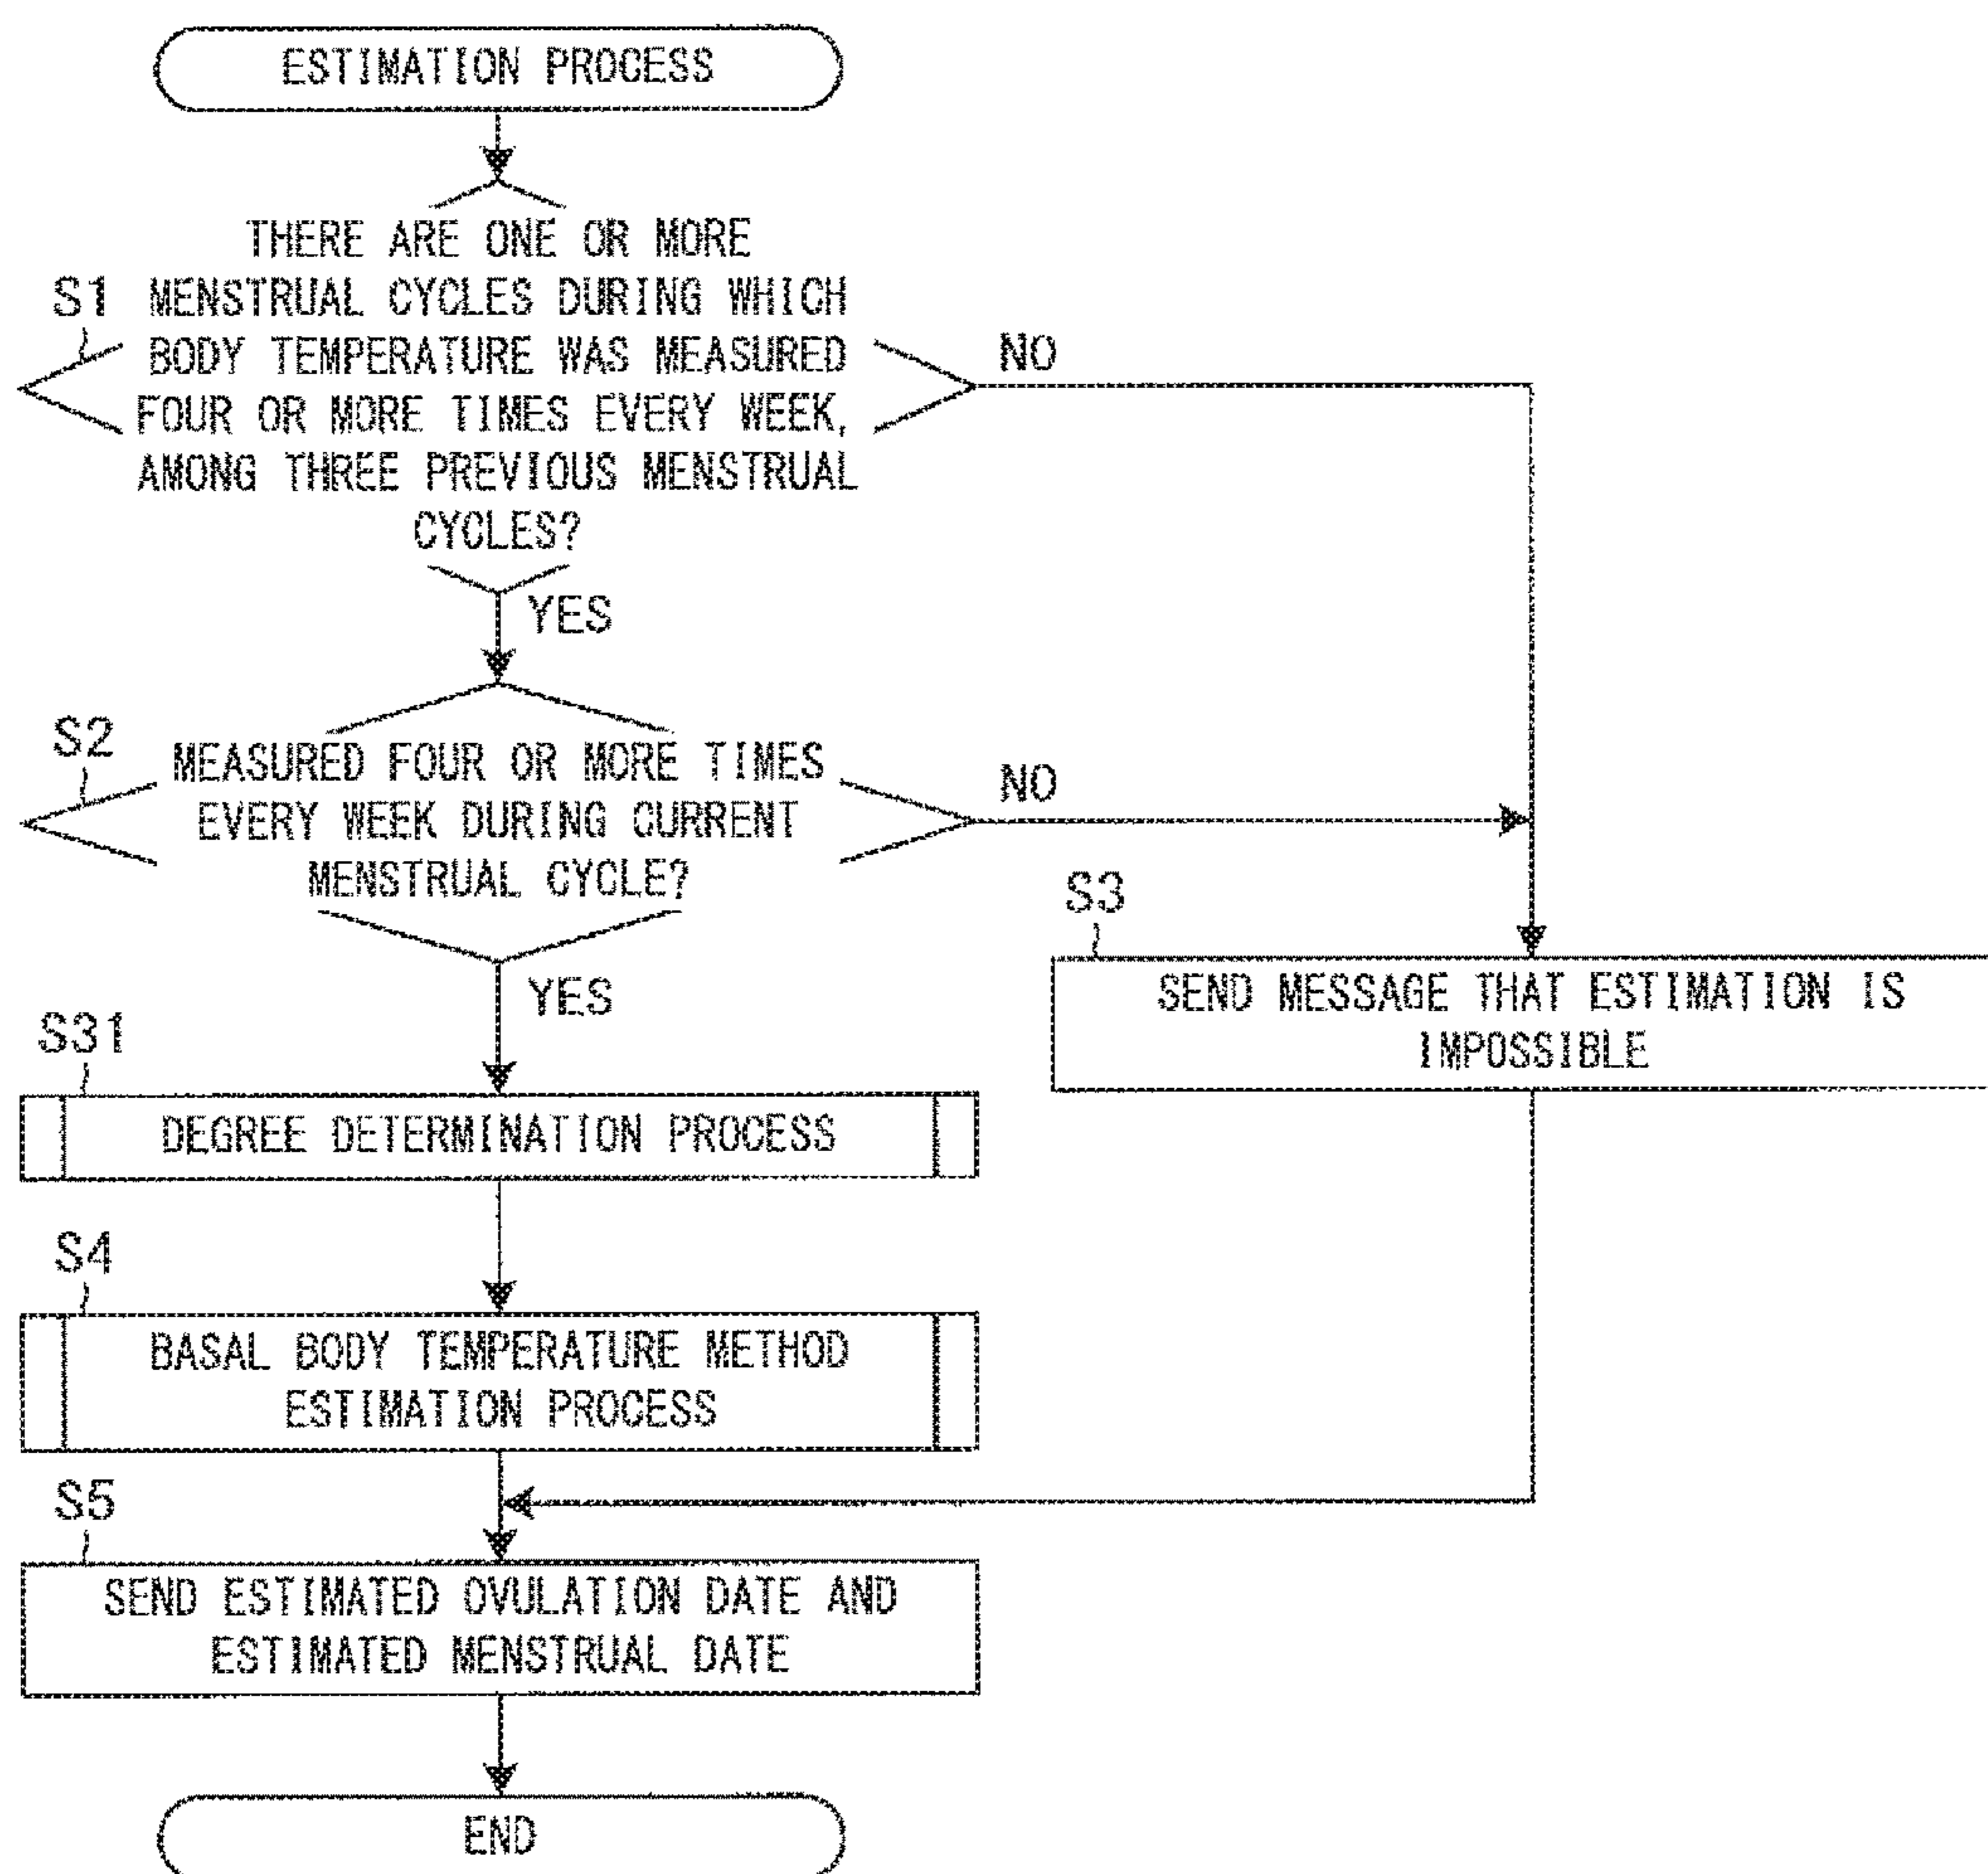 ESTIMATION PROCESS
THERE ARE ONE OR MORE
S1
MENSTRUAL CYCLES DURING WHICH
BODY TEMPERATURE WAS MEASURED
FOUR OR MORE TIMES EVERY WEEK,
AMONG THREE PREVIOUS MENSTRUAL
CYCLES?
NO
YES
S2
MEASURED FOUR OR MORE TIMES
EVERY WEEK DURING CURRENT
MENSTRUAL CYCLE?
NO
YES
S3
SEND MESSAGE THAT ESTIMATION IS
IMPOSSIBLE
S31
DEGREE DETERMINATION PROCESS
S4
BASAL BODY TEMPERATURE METHOD
ESTIMATION PROCESS
S5
SEND ESTIMATED OVULATION DATE AND
ESTIMATED MENSTRUAL DATE
END